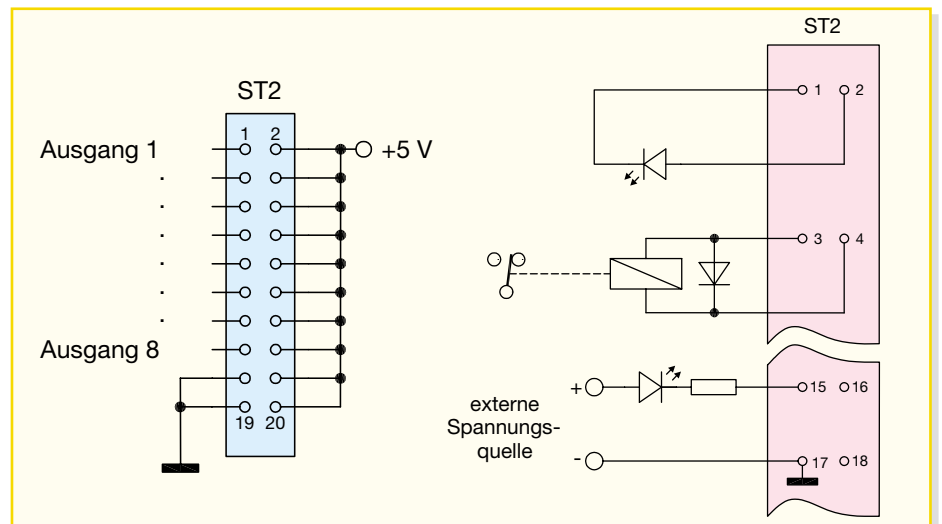 ST2
1 2
Ausgang 1
+5 V
.
.
.
.
.
.
Ausgang 8
19 20
ST2
1 2
3 4
+
15 16
externe
Spannungs-
quelle
-
17 18